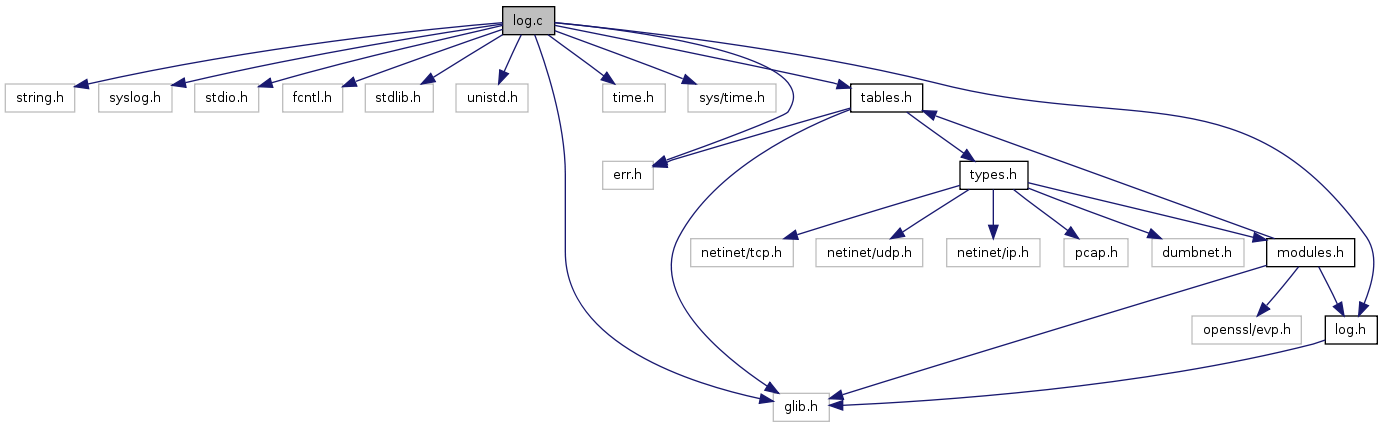 log.c
string.h
syslog.h
stdio.h
fcntl.h
stdlib.h
unistd.h
time.h
sys/time.h
tables.h
err.h
types.h
netinet/tcp.h
netinet/udp.h
netinet/ip.h
pcap.h
dumbnet.h
modules.h
openssl/evp.h
log.h
glib.h